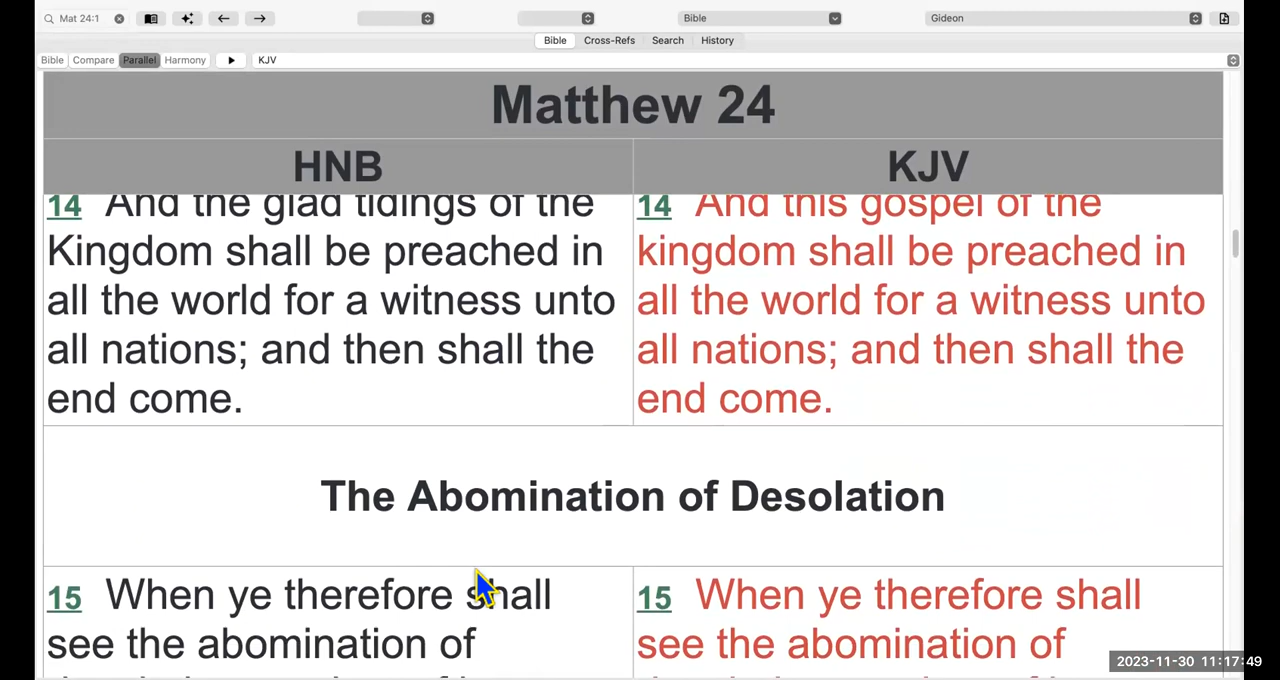 Mat 24:1
Bible
Gideon
Bible Cross-Refs Search History
Bible Compare Parallel Harmony KJV
Matthew 24
HNB KJV
14 And the glad tidings of the
Kingdom shall be preached in
all the world for a witness unto
all nations; and then shall the
end come.
14 And this gospel of the
kingdom shall be preached in
all the world for a witness unto
all nations; and then shall the
end come.
The Abomination of Desolation
15 When ye therefore shall
see the abomination of
15 When ye therefore shall
see the abomination of
2023-11-30 11:17:49